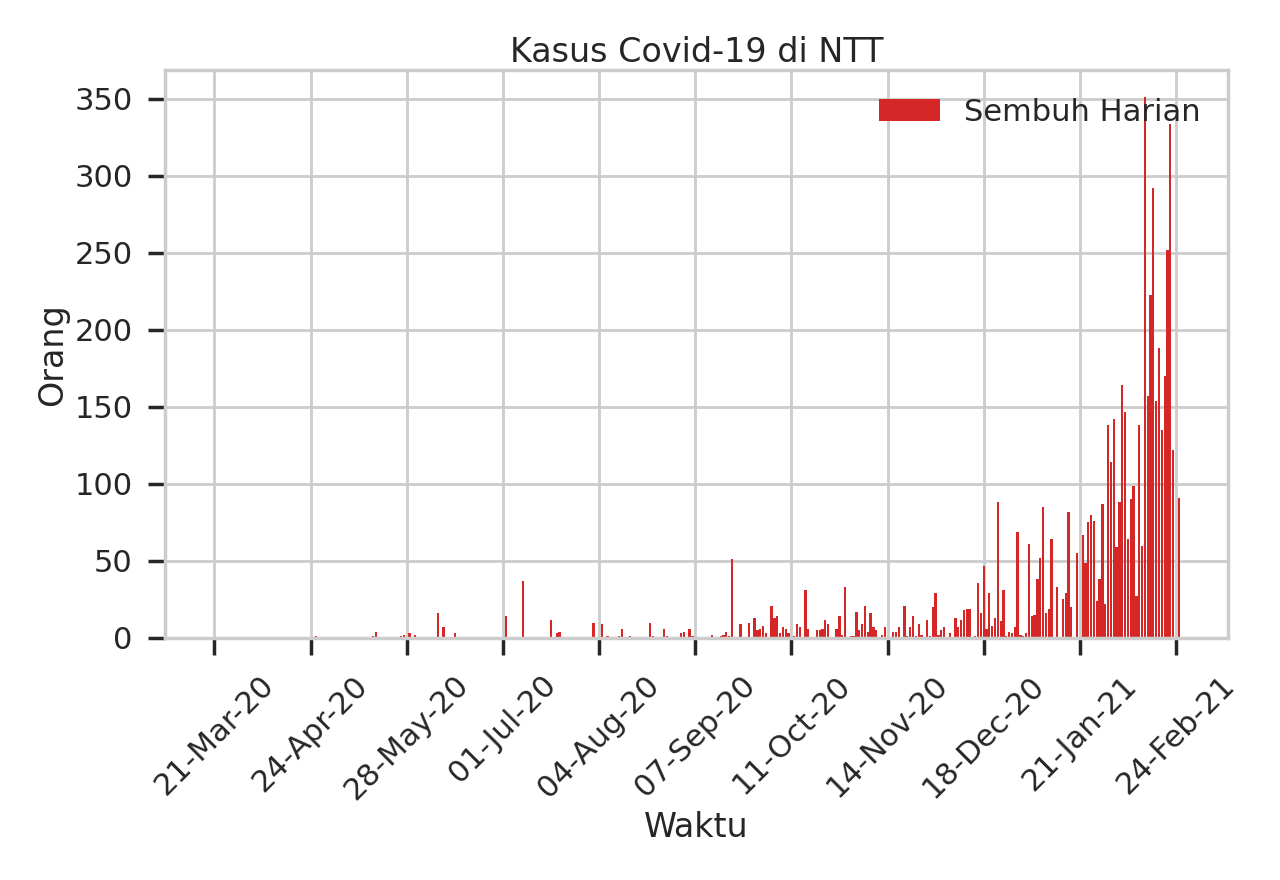 Kasus Covid-19 di NTT
Sembuh Harian
Orang
350
300
250
200
150
100
50
0
21-Mar-20
24-Apr-20
28-May-20
01-Jul-20
04-Aug-20
07-Sep-20
11-Oct-20
14-Nov-20
18-Dec-20
21-Jan-21
24-Feb-21
Waktu